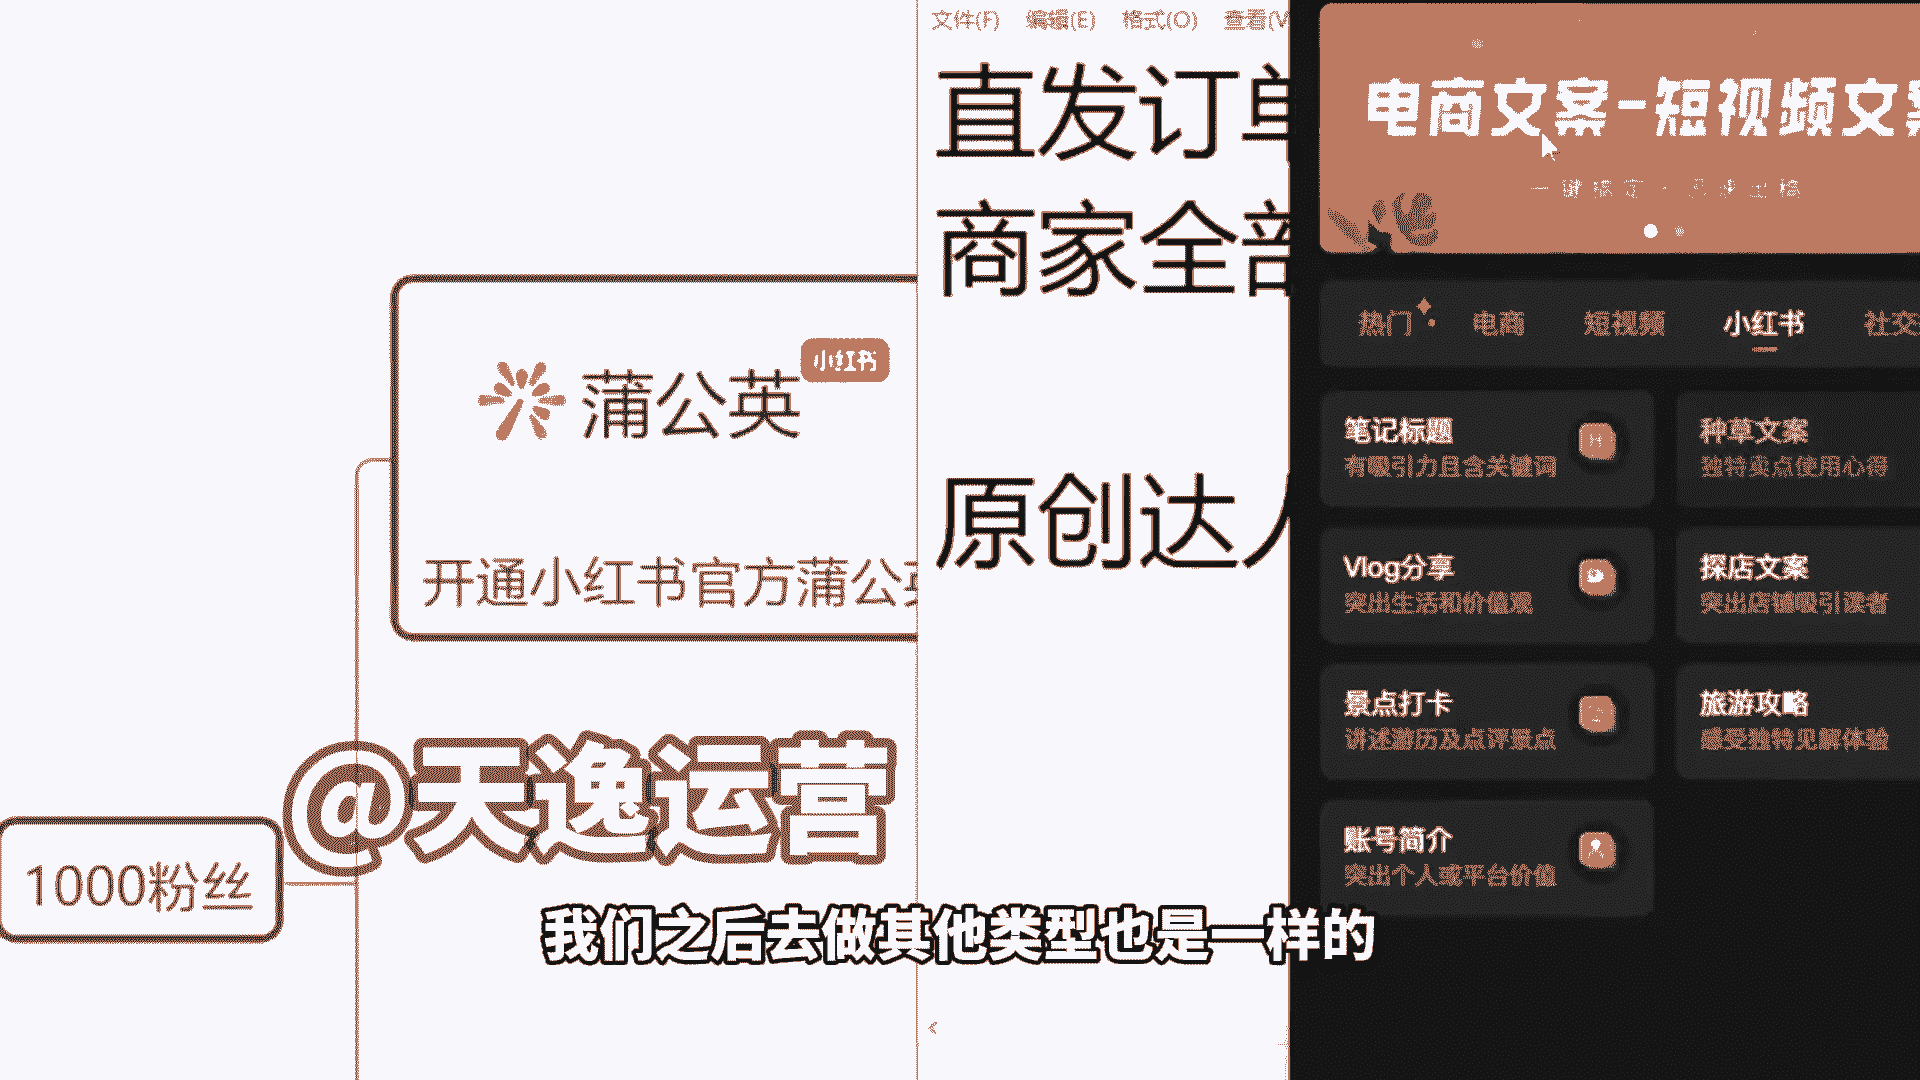 蒲公英
小红书
开通小红书官方蒲公
1000粉丝
@天逸运营
文件(F) 编辑(E) 格式(O) 查看(V
直发订单
商家全部
原创达人
电商文案-短视频文案
热门 电商 短视频 小红书 社交
笔记标题
有吸引力且含关键词
种草文案
独特卖点使用心得
Vlog分享
突出生活和价值观
探店文案
突出店铺吸引读者
景点打卡
讲述游历及点评景点
旅游攻略
感受独特见解体验
账号简介
突出个人或平台价值
我们之后去做其他类型也是一样的